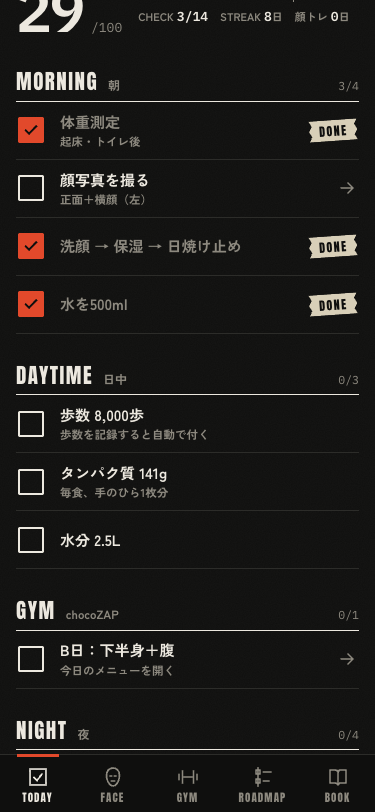 29 /100 CHECK 3/14 STREAK 8日 顔トレ 0日
MORNING 朝 3/4
体重測定 DONE
起床・トイレ後
顔写真を撮る →
正面＋横顔（左）
洗顔 → 保湿 → 日焼け止め DONE
水を500ml DONE
DAYTIME 日中 0/3
歩数 8,000歩
歩数を記録すると自動で付く
タンパク質 141g
毎食、手のひら1枚分
水分 2.5L
GYM chocoZAP 0/1
B日：下半身＋腹 →
今日のメニューを開く
NIGHT 夜 0/4
TODAY FACE GYM ROADMAP BOOK